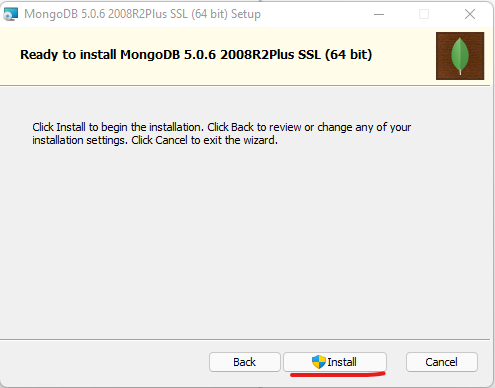 MongoDB 5.0.6 2008R2Plus SSL (64 bit) Setup
Ready to install MongoDB 5.0.6 2008R2Plus SSL (64 bit)
Click Install to begin the installation. Click Back to review or change any of your
installation settings. Click Cancel to exit the wizard.
Back
Install
Cancel